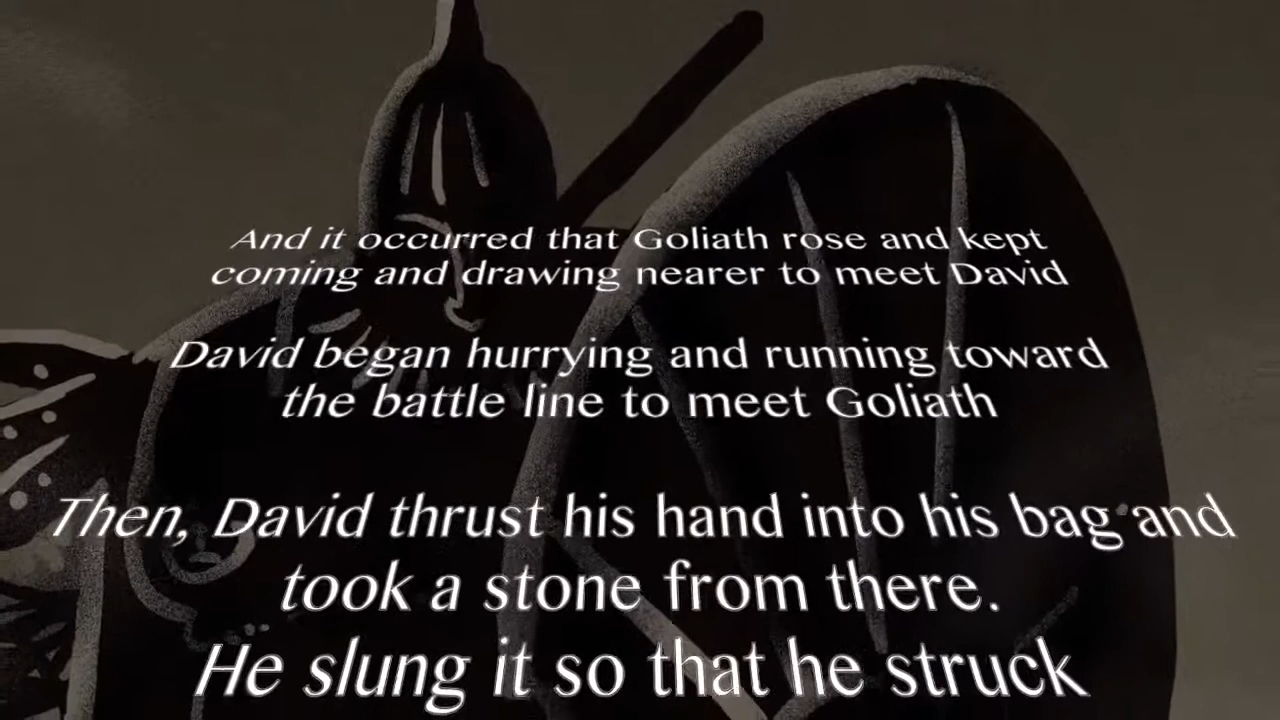 And it occurred that Goliath rose and kept
coming and drawing nearer to meet David
David began hurrying and running toward
the battle line to meet Goliath
Then, David thrust his hand into his bag and
took a stone from there.
He slung it so that he struck